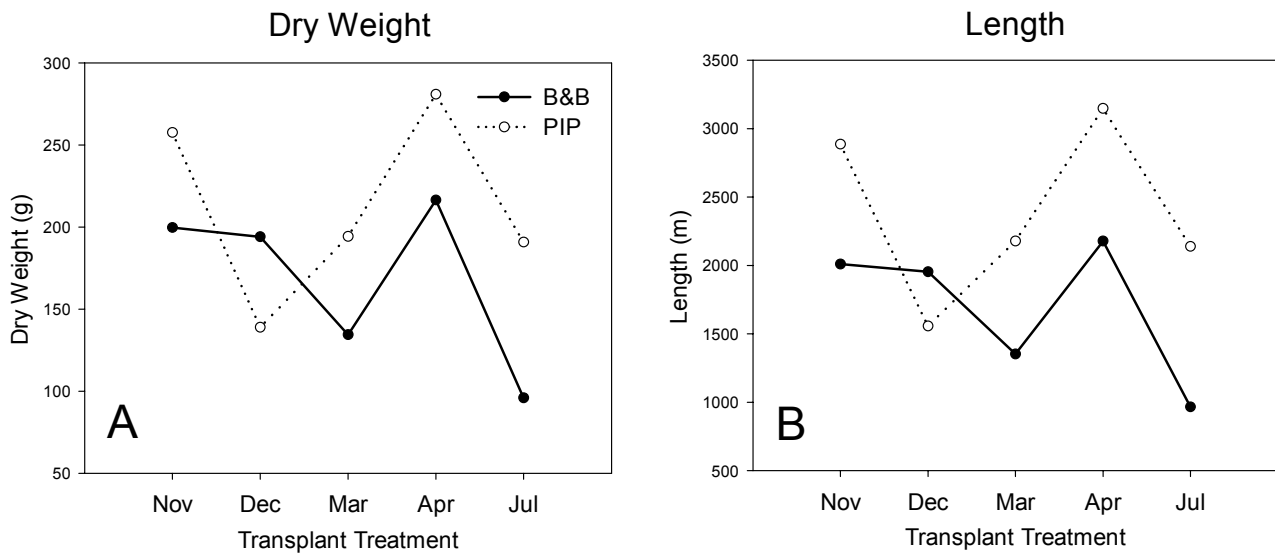 Dry Weight
300
250
200
150
100
50
Dry Weight (g)
B&B
PIP
A
Nov Dec Mar Apr Jul
Transplant Treatment
Length
3500
3000
2500
2000
1500
1000
500
Length (m)
B
Nov Dec Mar Apr Jul
Transplant Treatment